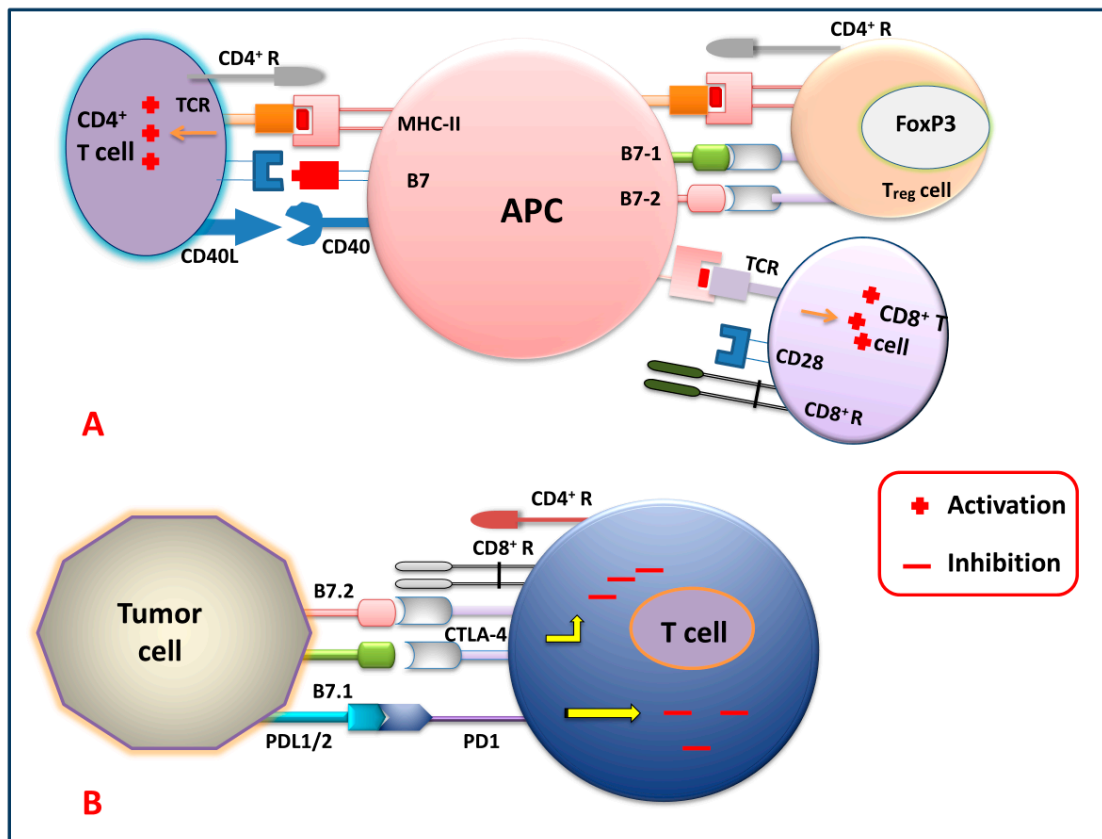 CD4⁺ R
TCR
CD4⁺
T cell
MHC-II
B7
CD40L
CD40
APC
CD4⁺ R
FoxP3
B7-1
B7-2
Treg cell
TCR
CD8⁺ T
cell
CD28
CD8⁺ R
A
Activation
Inhibition
CD4⁺ R
CD8⁺ R
B7.2
CTLA-4
Tumor
cell
T cell
B7.1
PDL1/2
PD1
B